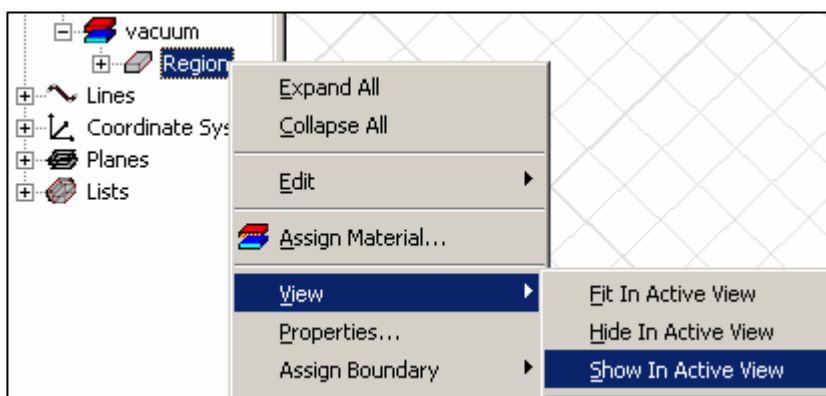 vacuum
Region
Lines
Coordinate Sys
Planes
Lists
Expand All
Collapse All
Edit
Assign Material...
View
Properties...
Assign Boundary
Fit In Active View
Hide In Active View
Show In Active View